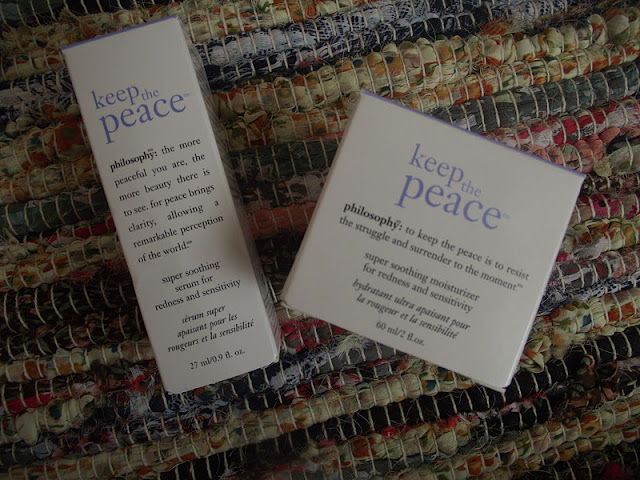 keep the
peace™
philosophy: the more
peaceful you are, the
more beauty there is
to see. for peace brings
clarity, allowing a
remarkable perception
of the world.℠
super soothing
serum for
redness and sensitivity
sérum super
apaisant pour les
rougeurs et la sensibilité
27 ml/0.9 fl. oz.
keep the
peace™
philosophy: to keep the peace is to resist
the struggle and surrender to the moment.℠
super soothing moisturizer
for redness and sensitivity
hydratant ultra apaisant pour
la rougeur et la sensibilité
60 ml/2 fl. oz.